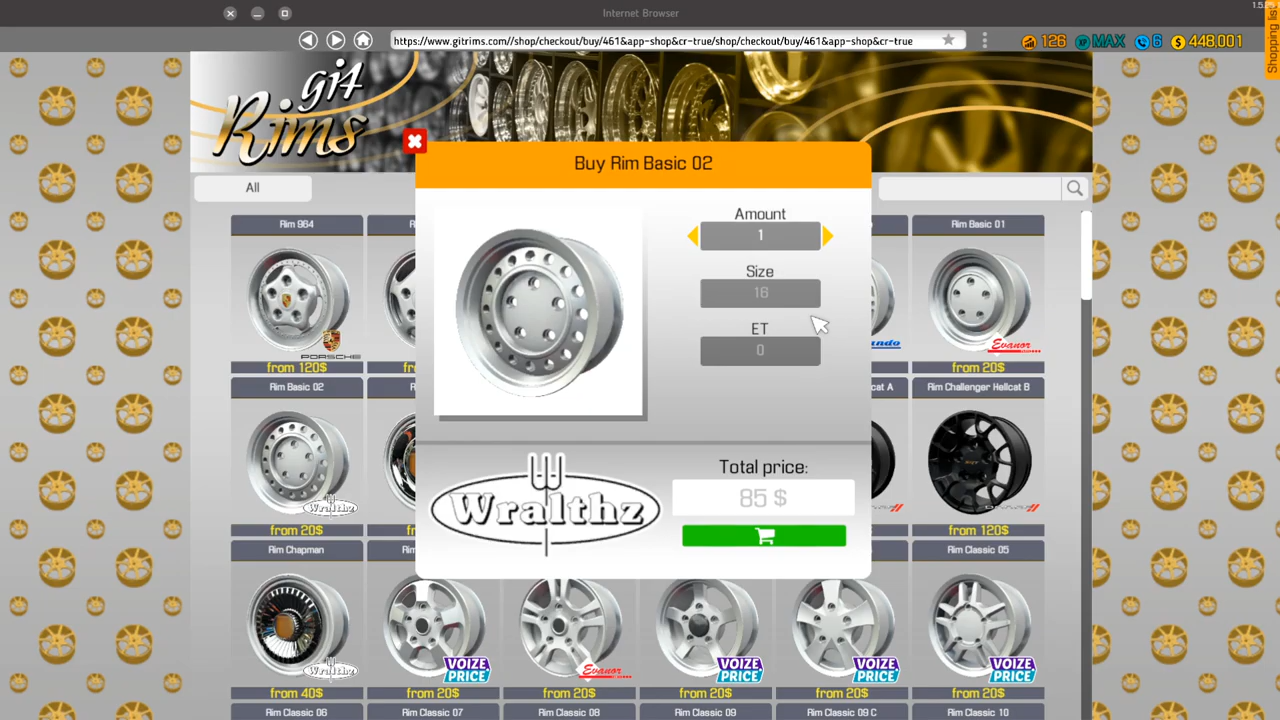 Internet Browser
1.5.
Shopping list
https://www.gitrims.com//shop/checkout/buy/461&app-shop&cr-true/shop/checkout/buy/461&app-shop&cr-true
126 XP MAX 6 $ 448,001
gi4 Rims
All
Buy Rim Basic 02
Amount
1
Size
16
ET
0
Wralthz
Total price:
85 $
Rim 964
PORSCHE
from 120$
Rim Basic 01
Evanor
from 20$
Rim Basic 02
Wralthz
from 20$
Rim Challenger Hellcat B
from 120$
Rim Chapman
Wralthz
from 40$
VOIZE PRICE
from 20$
Evanor
from 20$
VOIZE PRICE
from 20$
VOIZE PRICE
from 20$
Rim Classic 05
VOIZE PRICE
from 20$
Rim Classic 06
Rim Classic 07
Rim Classic 08
Rim Classic 09
Rim Classic 09 C
Rim Classic 10